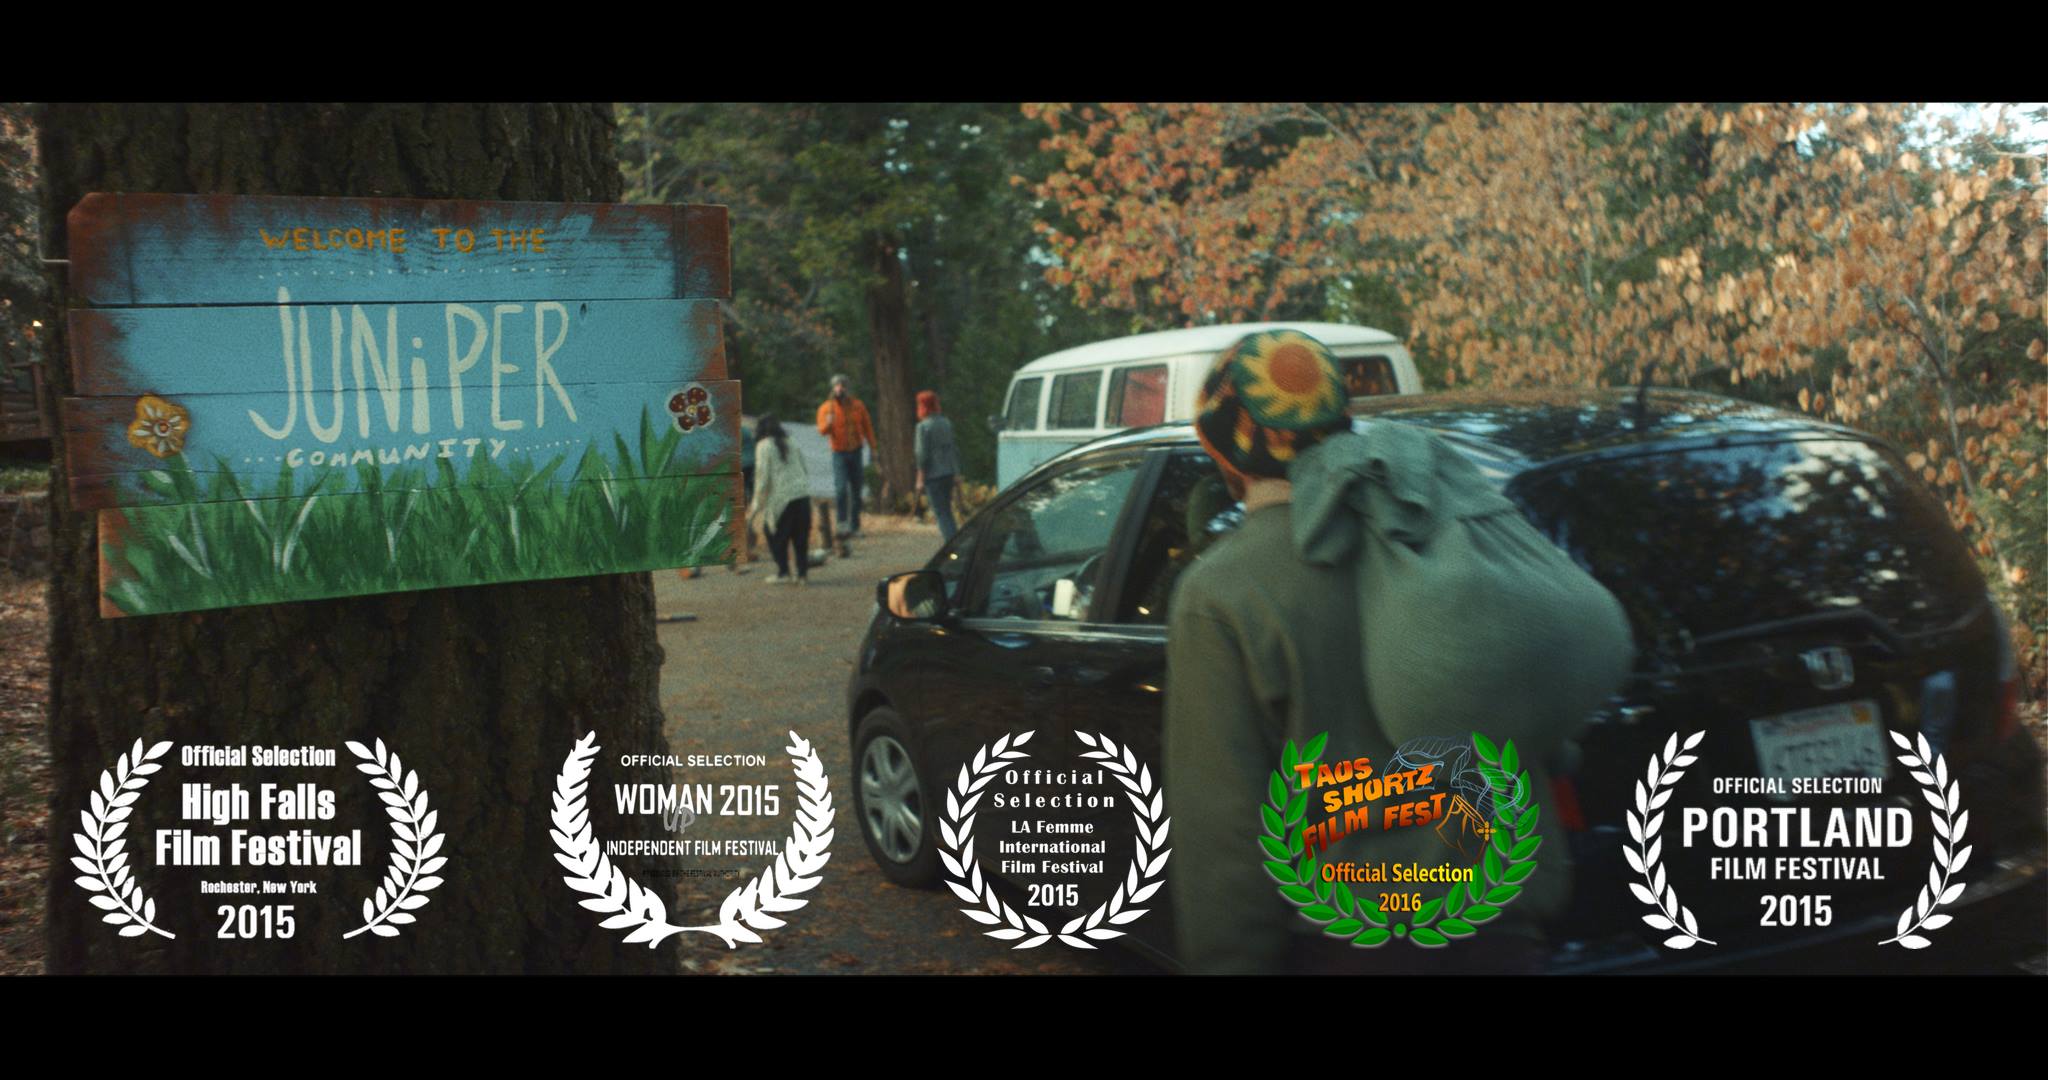 WELCOME TO THE
JUNiPER
COMMUNITY
Official Selection
High Falls
Film Festival
Rochester, New York
2015
OFFICIAL SELECTION
WOMAN 2015
UP
INDEPENDENT FILM FESTIVAL
Official
Selection
LA Femme
International
Film Festival
2015
TAOS
SHORTZ
FILM FEST
Official Selection
2016
OFFICIAL SELECTION
PORTLAND
FILM FESTIVAL
2015